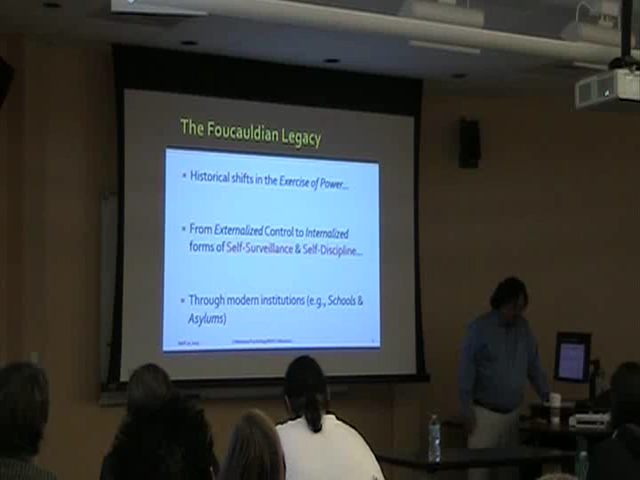 The Foucauldian Legacy
▪ Historical shifts in the Exercise of Power...
▪ From Externalized Control to Internalized
forms of Self-Surveillance & Self-Discipline...
▪ Through modern institutions (e.g., Schools &
Asylums)